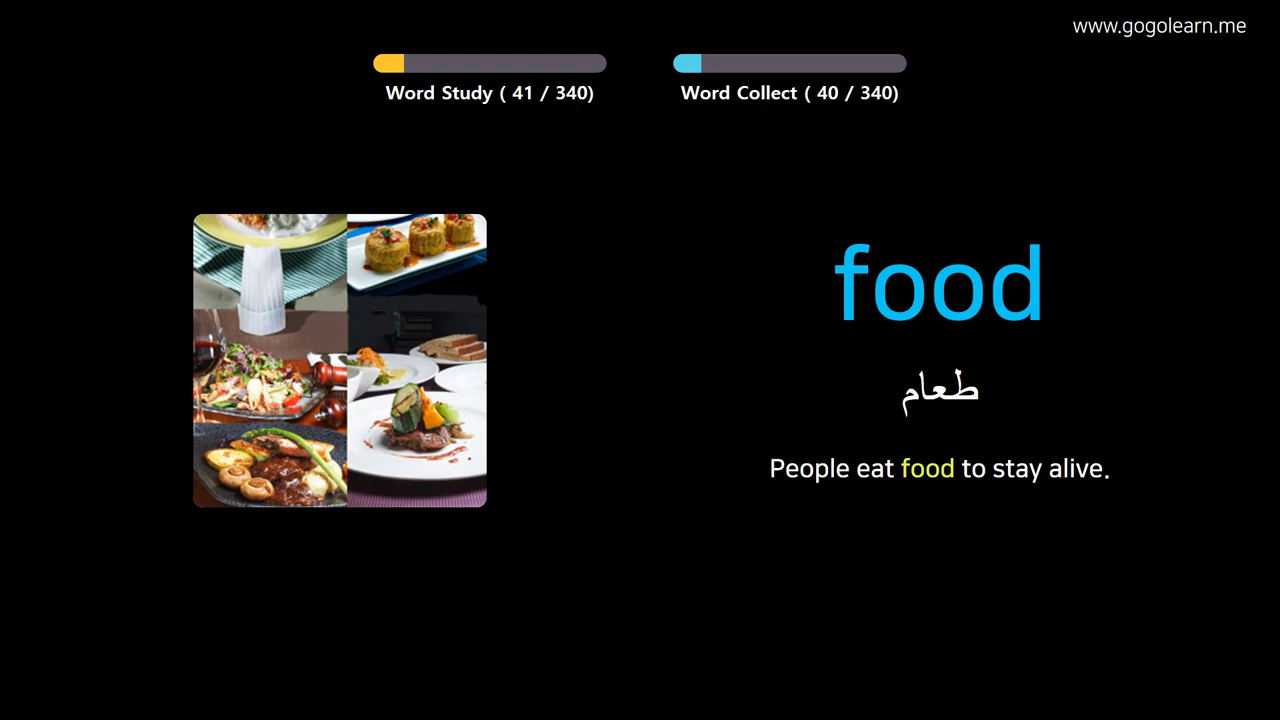 www.gogolearn.me
Word Study ( 41 / 340)
Word Collect ( 40 / 340)
food
طعام
People eat food to stay alive.